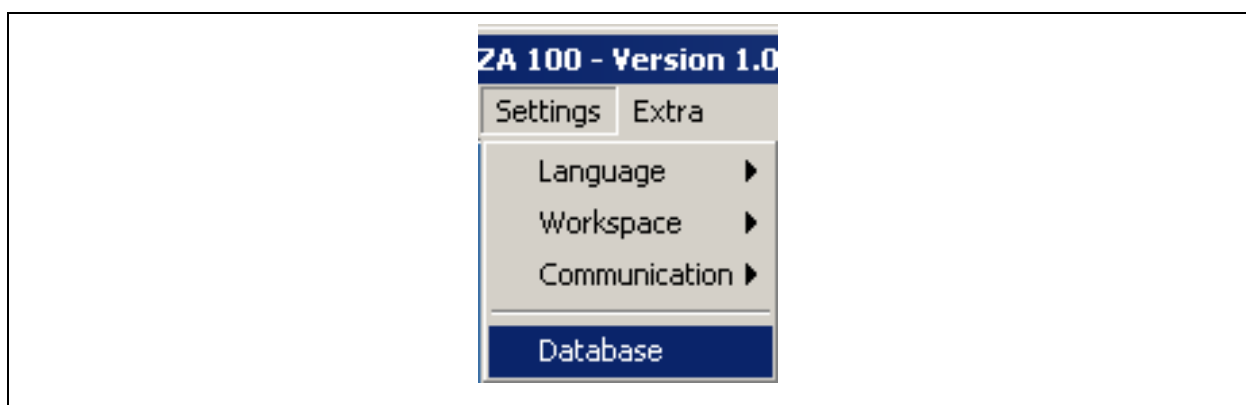 ZA 100 - Version 1.0
Settings Extra
Language
Workspace
Communication
Database